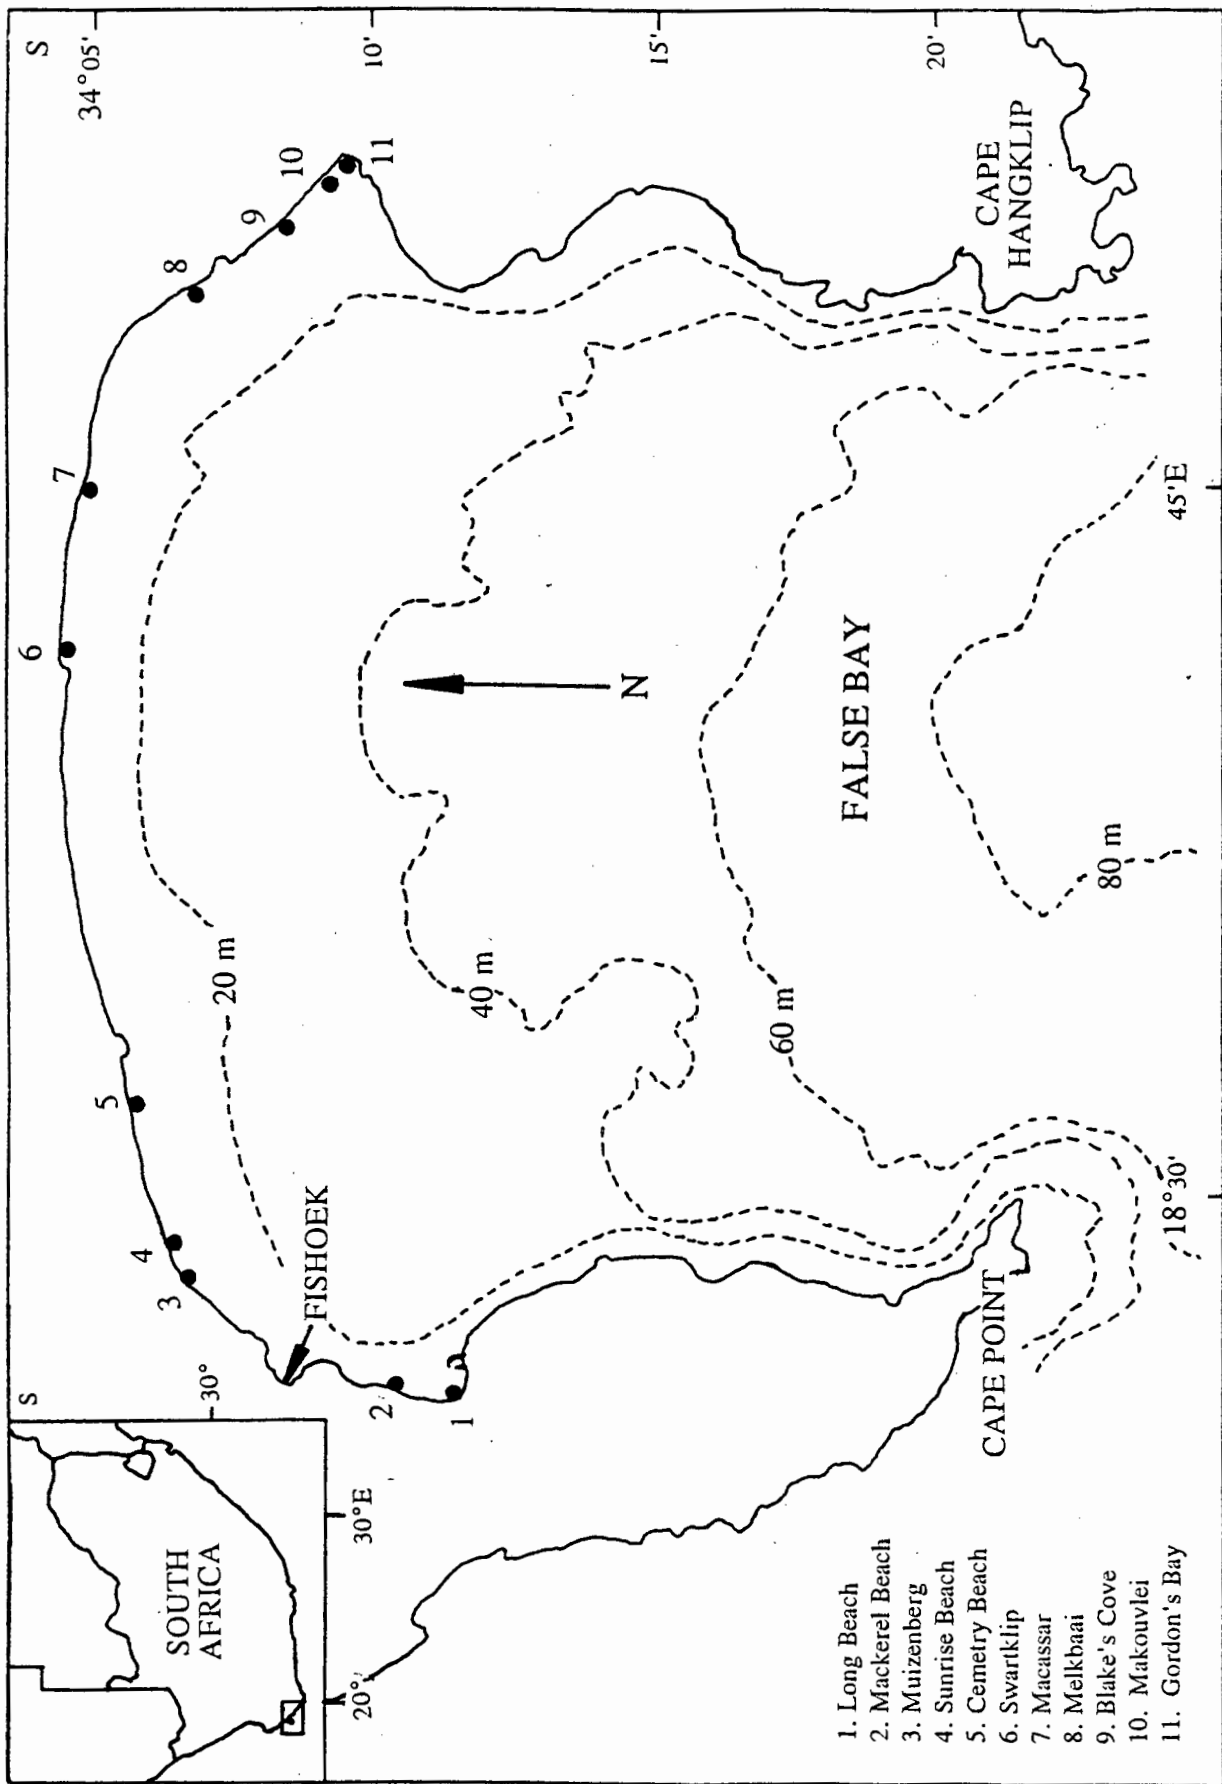 S
30°
SOUTH
AFRICA
30°E
20°
S
34°05'
10'
15'
20'
1
2
3
4
5
6
7
8
9
10
11
FISHOEK
20 m
40 m
60 m
80 m
N
FALSE BAY
CAPE POINT
CAPE
HANGKLIP
18°30'
45'E
1. Long Beach
2. Mackerel Beach
3. Muizenberg
4. Sunrise Beach
5. Cemetry Beach
6. Swartklip
7. Macassar
8. Melkbaai
9. Blake's Cove
10. Makouvlei
11. Gordon's Bay